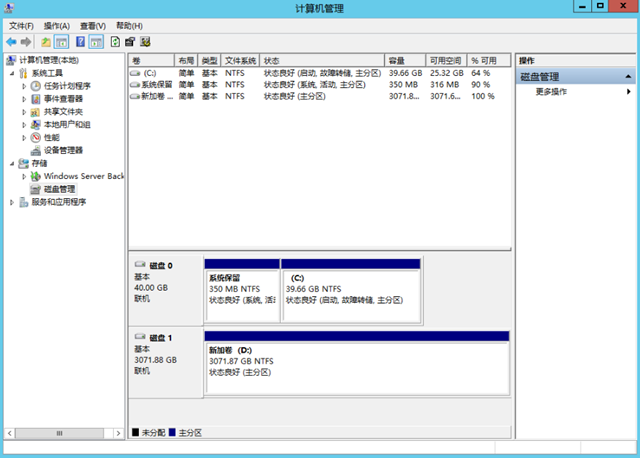 计算机管理
文件(F) 操作(A) 查看(V) 帮助(H)
计算机管理(本地)
系统工具
任务计划程序
事件查看器
共享文件夹
本地用户和组
性能
设备管理器
存储
Windows Server Back
磁盘管理
服务和应用程序
卷 布局 类型 文件系统 状态 容量 可用空间 % 可用
(C:) 简单 基本 NTFS 状态良好 (启动, 故障转储, 主分区) 39.66 GB 25.32 GB 64 %
系统保留 简单 基本 NTFS 状态良好 (系统, 活动, 主分区) 350 MB 316 MB 90 %
新加卷 ... 简单 基本 NTFS 状态良好 (主分区) 3071.8... 3071.6... 100 %
磁盘 0
基本
40.00 GB
联机
系统保留
350 MB NTFS
状态良好 (系统, 活
(C:)
39.66 GB NTFS
状态良好 (启动, 故障转储, 主分区)
磁盘 1
基本
3071.88 GB
联机
新加卷 (D:)
3071.87 GB NTFS
状态良好 (主分区)
未分配 主分区
操作
磁盘管理
更多操作